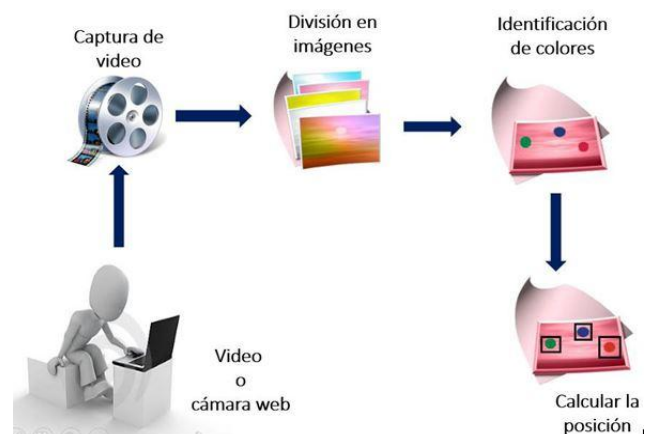 Captura de
video
División en
imágenes
Identificación
de colores
Video
o
cámara web
Calcular la
posición